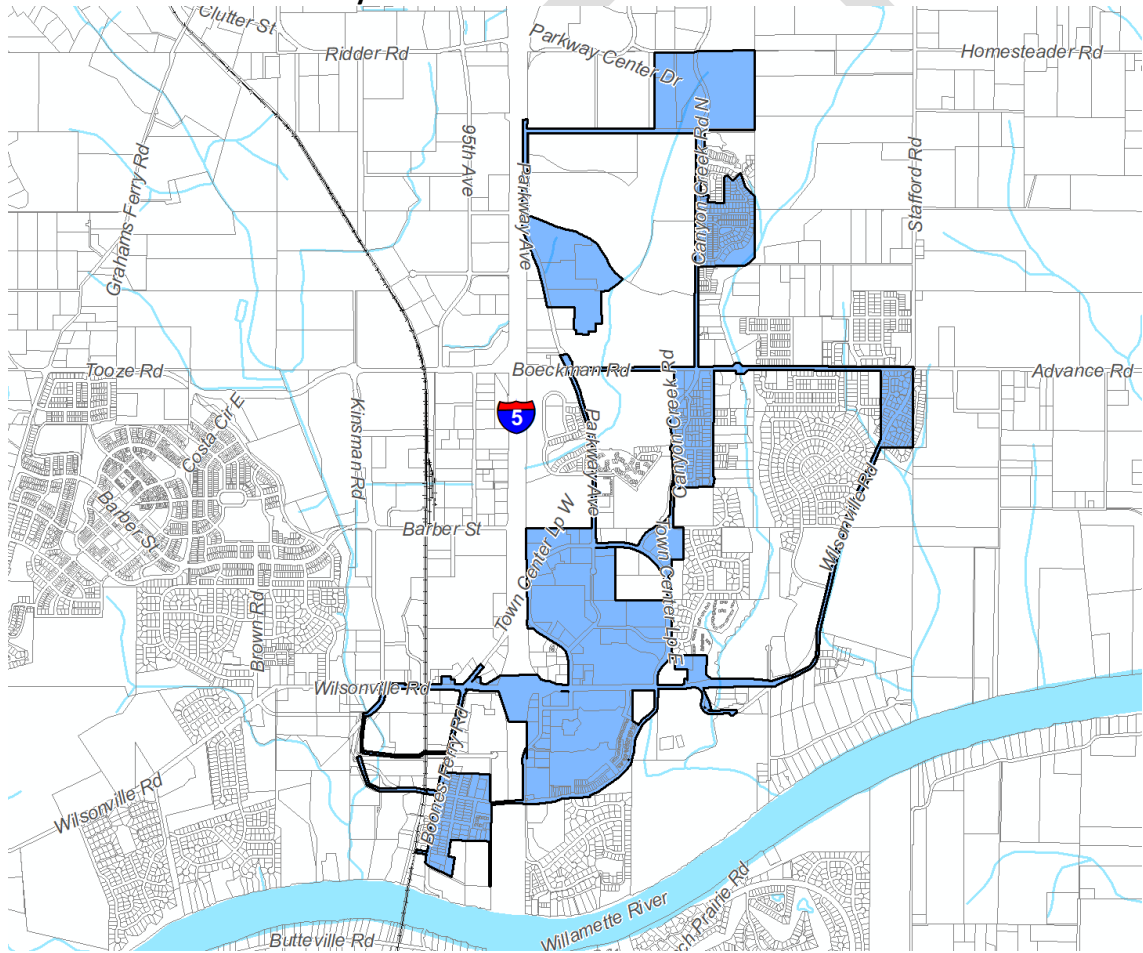 Clutter St
Ridder Rd
Parkway Center Dr
Homesteader Rd
95th Ave
Grahams Ferry Rd
Parkway Ave
Canyon Creek Rd N
Stafford Rd
Tooze Rd
Boeckman Rd
Advance Rd
5
Costa Cir E
Kinsman Rd
Parkway Ave
Canyon Creek Rd
Barber St
Barber St
Town Center Lp W
Town Center Lp E
Wilsonville Rd
Brown Rd
Wilsonville Rd
Boones Ferry Rd
Wilsonville Rd
Willamette River
ch Prairie Rd
Butteville Rd